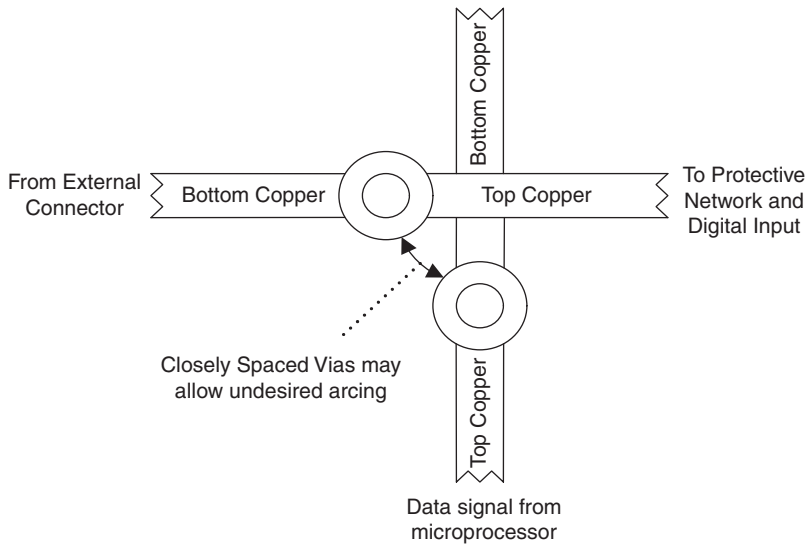 Bottom Copper
From External
Connector
Bottom Copper
Top Copper
To Protective
Network and
Digital Input
Closely Spaced Vias may
allow undesired arcing
Top Copper
Data signal from
microprocessor